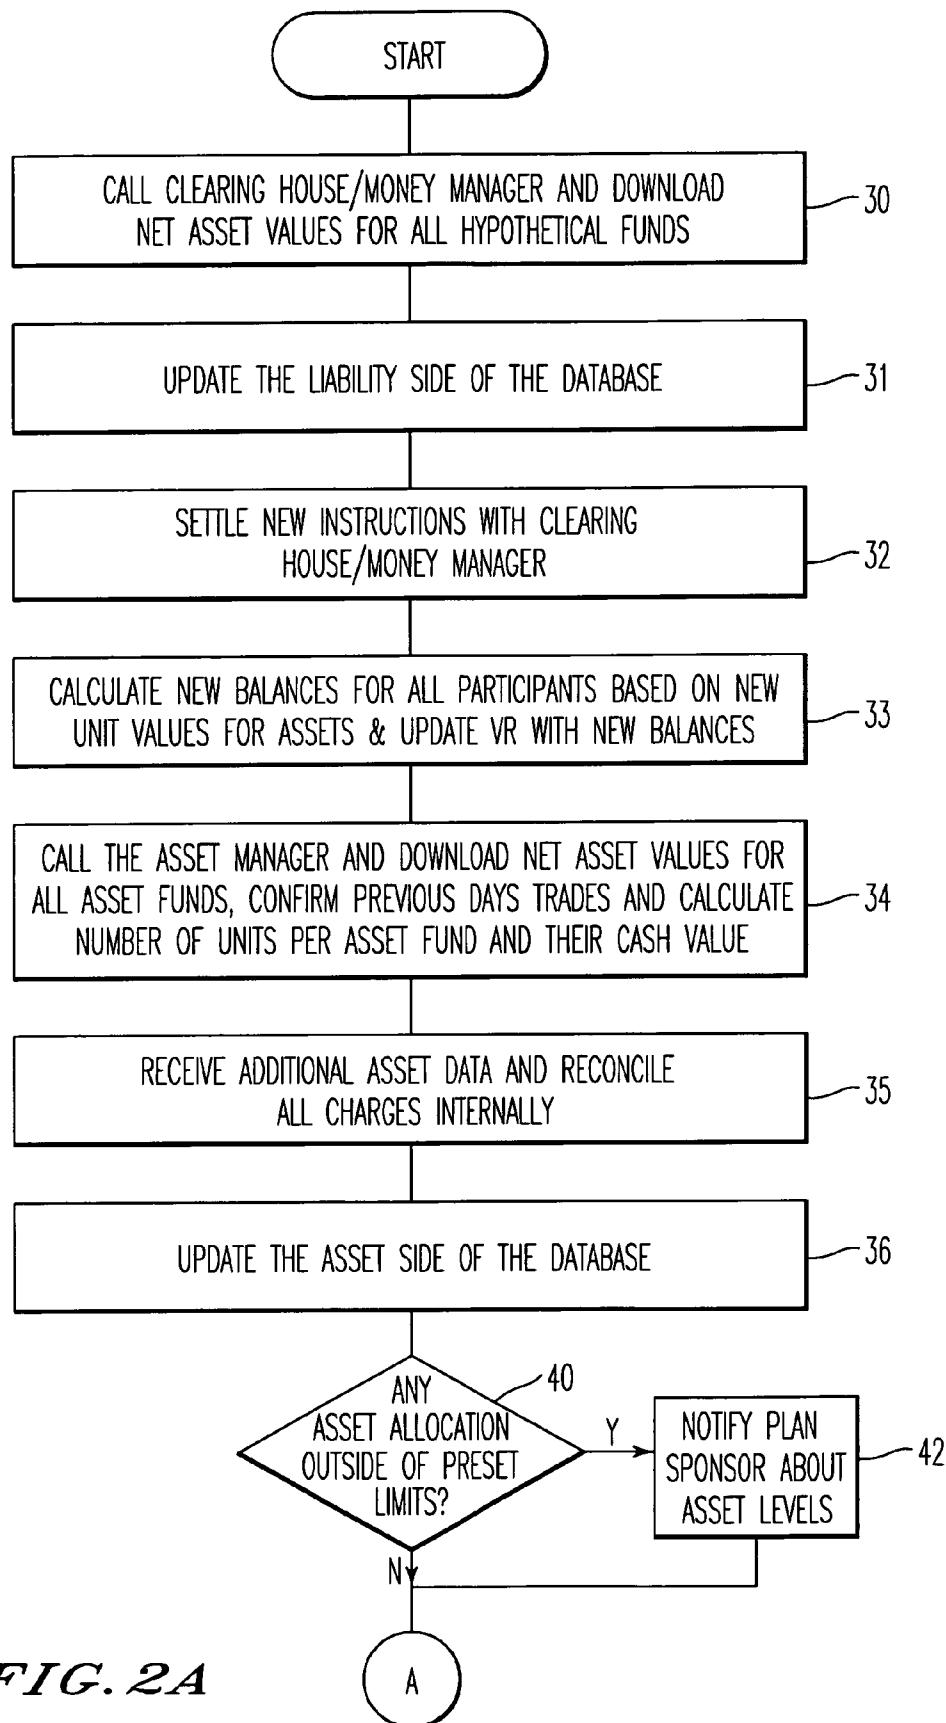 START
CALL CLEARING HOUSE/MONEY MANAGER AND DOWNLOAD
NET ASSET VALUES FOR ALL HYPOTHETICAL FUNDS
30
UPDATE THE LIABILITY SIDE OF THE DATABASE
31
SETTLE NEW INSTRUCTIONS WITH CLEARING
HOUSE/MONEY MANAGER
32
CALCULATE NEW BALANCES FOR ALL PARTICIPANTS BASED ON NEW
UNIT VALUES FOR ASSETS & UPDATE VR WITH NEW BALANCES
33
CALL THE ASSET MANAGER AND DOWNLOAD NET ASSET VALUES FOR
ALL ASSET FUNDS, CONFIRM PREVIOUS DAYS TRADES AND CALCULATE
NUMBER OF UNITS PER ASSET FUND AND THEIR CASH VALUE
34
RECEIVE ADDITIONAL ASSET DATA AND RECONCILE
ALL CHARGES INTERNALLY
35
UPDATE THE ASSET SIDE OF THE DATABASE
36
ANY
ASSET ALLOCATION
OUTSIDE OF PRESET
LIMITS?
40
Y
NOTIFY PLAN
SPONSOR ABOUT
ASSET LEVELS
42
N
A
FIG. 2A